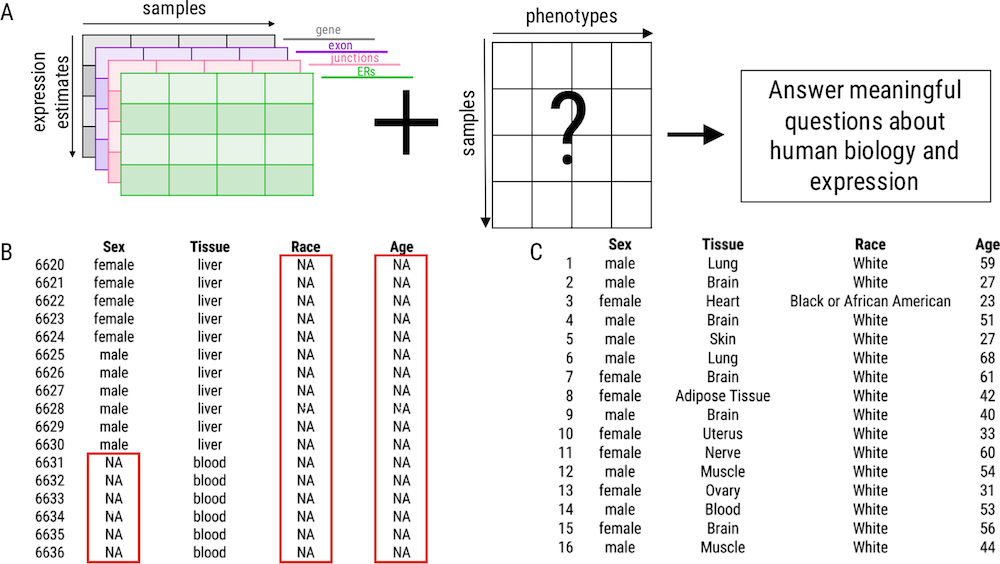 A
samples
expression
estimates
gene
exon
junctions
ERs
phenotypes
samples
?
Answer meaningful
questions about
human biology and
expression
B
Sex Tissue Race Age
6620 female liver NA NA
6621 female liver NA NA
6622 female liver NA NA
6623 female liver NA NA
6624 female liver NA NA
6625 male liver NA NA
6626 male liver NA NA
6627 male liver NA NA
6628 male liver NA NA
6629 male liver NA NA
6630 male liver NA NA
6631 NA blood NA NA
6632 NA blood NA NA
6633 NA blood NA NA
6634 NA blood NA NA
6635 NA blood NA NA
6636 NA blood NA NA
C
Sex Tissue Race Age
1 male Lung White 59
2 male Brain White 27
3 female Heart Black or African American 23
4 male Brain White 51
5 male Skin White 27
6 male Lung White 68
7 female Brain White 61
8 female Adipose Tissue White 42
9 male Brain White 40
10 female Uterus White 33
11 female Nerve White 60
12 male Muscle White 54
13 female Ovary White 31
14 male Blood White 53
15 female Brain White 56
16 male Muscle White 44